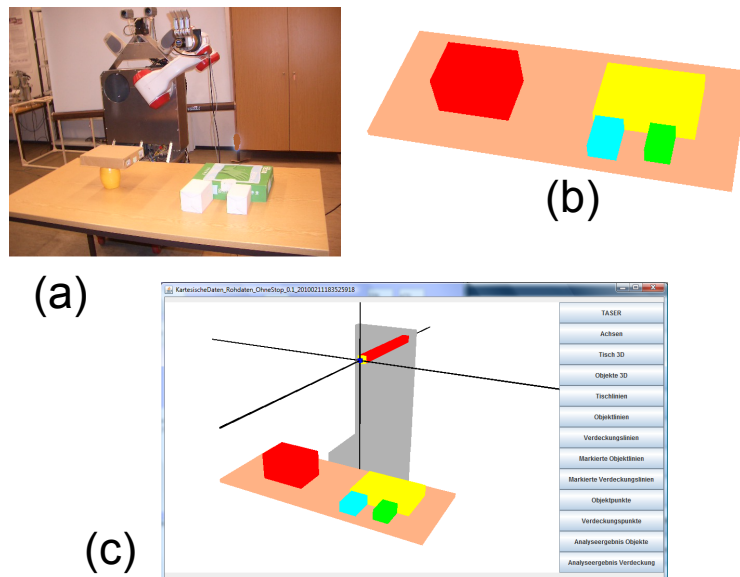 (b)
(a)
KartesischeDaten_Rohdaten_OhneStop_0.1_20100211183525918
TASER
Achsen
Tisch 3D
Objekte 3D
Tischlinien
Objektlinien
Verdeckungslinien
Markierte Objektlinien
Markierte Verdeckungslinien
Objektpunkte
Verdeckungspunkte
Analyseergebnis Objekte
Analyseergebnis Verdeckung
(c)